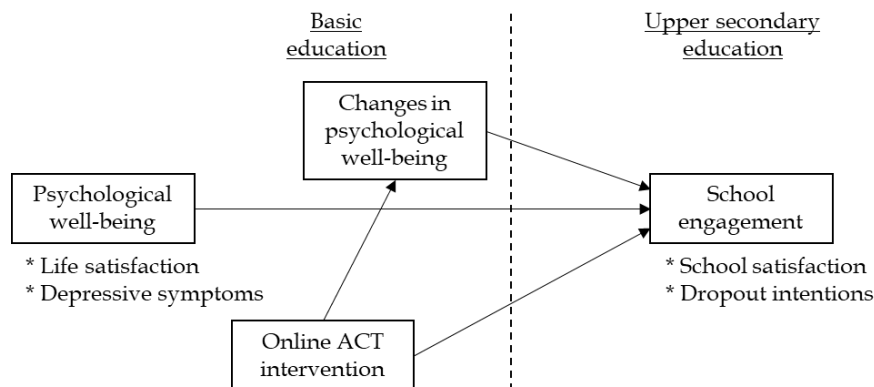 Basic
education
Upper secondary
education
Changes in
psychological
well-being
Psychological
well-being
* Life satisfaction
* Depressive symptoms
School
engagement
* School satisfaction
* Dropout intentions
Online ACT
intervention